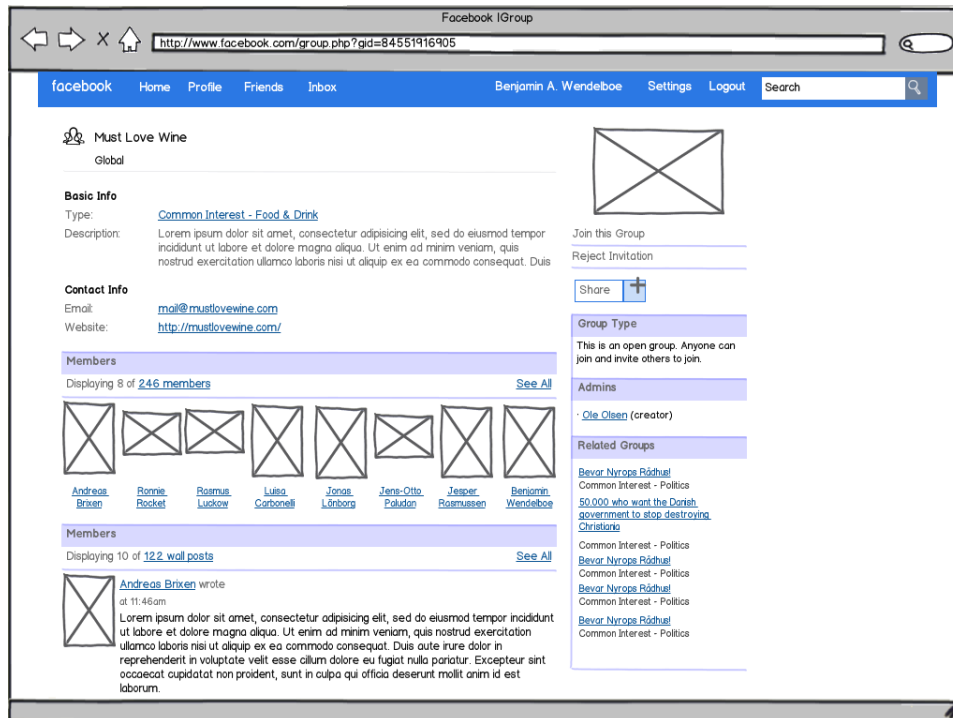 Facebook |Group
http://www.facebook.com/group.php?gid=84551916905
facebook Home Profile Friends Inbox Benjamin A. Wendelboe Settings Logout Search
Must Love Wine
Global
Basic Info
Type: Common Interest - Food & Drink
Description: Lorem ipsum dolor sit amet, consectetur adipisicing elit, sed do eiusmod tempor
incididunt ut labore et dolore magna aliqua. Ut enim ad minim veniam, quis
nostrud exercitation ullamco laboris nisi ut aliquip ex ea commodo consequat. Duis
Contact Info
Email: mail@mustlovewine.com
Website: http://mustlovewine.com/
Members
Displaying 8 of 246 members See All
Andreas Brixen
Ronnie Rocket
Rasmus Luckow
Luisa Carbonelli
Jonas Lönborg
Jens-Otto Paludan
Jesper Rasmussen
Benjamin Wendelboe
Members
Displaying 10 of 122 wall posts See All
Andreas Brixen wrote
at 11:46am
Lorem ipsum dolor sit amet, consectetur adipisicing elit, sed do eiusmod tempor incididunt
ut labore et dolore magna aliqua. Ut enim ad minim veniam, quis nostrud exercitation
ullamco laboris nisi ut aliquip ex ea commodo consequat. Duis aute irure dolor in
reprehenderit in voluptate velit esse cillum dolore eu fugiat nulla pariatur. Excepteur sint
occaecat cupidatat non proident, sunt in culpa qui officia deserunt mollit anim id est
laborum.
Join this Group
Reject Invitation
Share +
Group Type
This is an open group. Anyone can
join and invite others to join.
Admins
· Ole Olsen (creator)
Related Groups
Bevar Nyrops Rådhus!
Common Interest - Politics
50.000 who want the Danish
government to stop destroying
Christiania
Common Interest - Politics
Bevar Nyrops Rådhus!
Common Interest - Politics
Bevar Nyrops Rådhus!
Common Interest - Politics
Bevar Nyrops Rådhus!
Common Interest - Politics